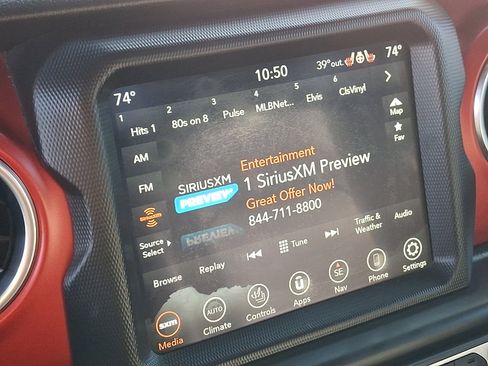 10:50
39°out.
74°
74°
1 2 3 4 5 6
Hits 1 80s on 8 Pulse MLBNet... Elvis ClsVinyl
Map
AM
Fav
FM
Entertainment
SIRIUSXM
PREVIEW
1 SiriusXM Preview
Great Offer Now!
844-711-8800
SiriusXM
Source
Select
Browse Replay Tune Traffic &
Weather
Audio
SXM
Media
AUTO
Climate
Controls
Apps
SE
Nav
Phone
Settings